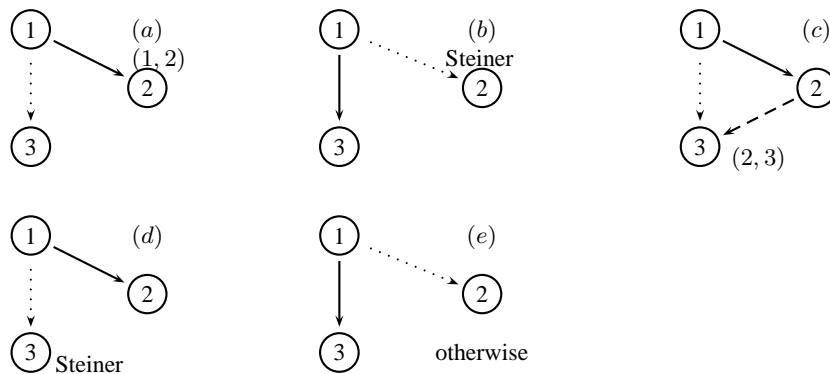 1
(a)
(1, 2)
2
3
1
(b)
Steiner
2
3
1
(c)
2
3
(2, 3)
1
(d)
2
3
Steiner
1
(e)
2
3
otherwise